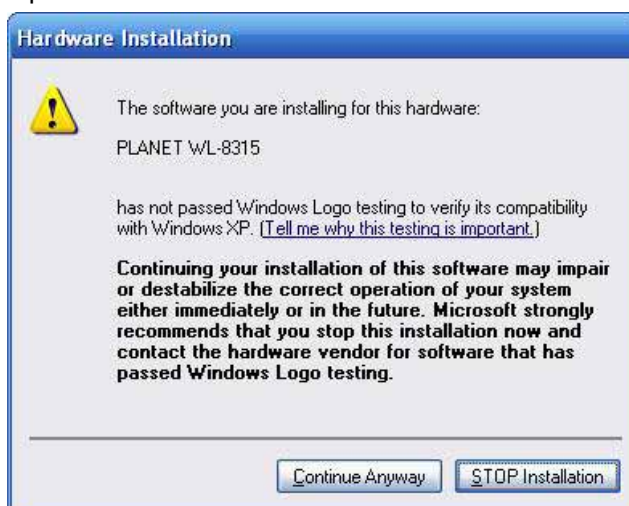 Hardware Installation
The software you are installing for this hardware:
PLANET WL-8315
has not passed Windows Logo testing to verify its compatibility
with Windows XP. (Tell me why this testing is important.)
Continuing your installation of this software may impair
or destabilize the correct operation of your system
either immediately or in the future. Microsoft strongly
recommends that you stop this installation now and
contact the hardware vendor for software that has
passed Windows Logo testing.
Continue Anyway
STOP Installation